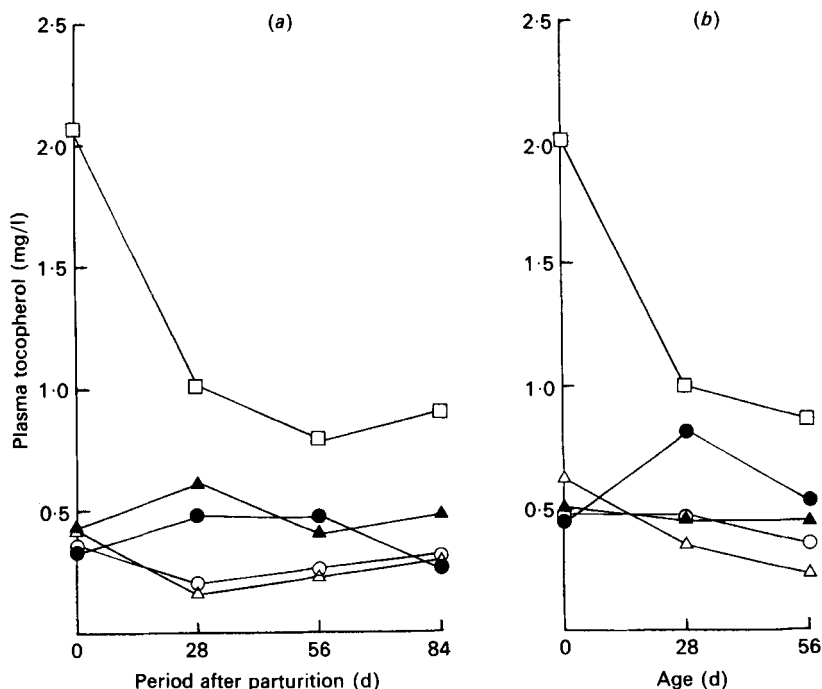 (a)
2·5
2·0
1·5
1·0
0·5
Plasma tocopherol (mg/l)
0 28 56 84
Period after parturition (d)
(b)
2·5
2·0
1·5
1·0
0·5
0 28 56
Age (d)